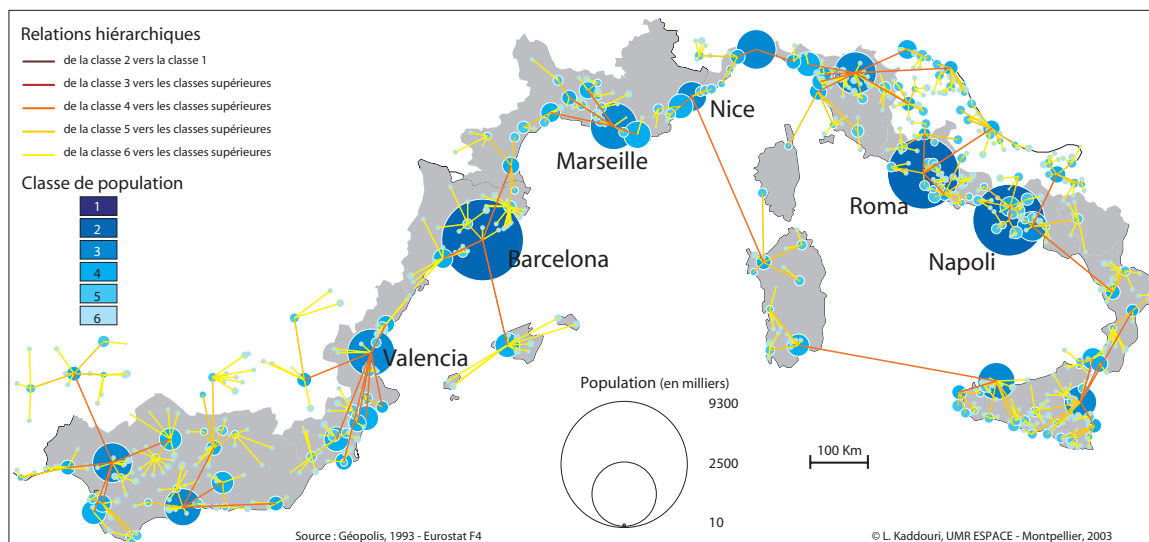 Relations hiérarchiques
de la classe 2 vers la classe 1
de la classe 3 vers les classes supérieures
de la classe 4 vers les classes supérieures
de la classe 5 vers les classes supérieures
de la classe 6 vers les classes supérieures
Classe de population
1
2
3
4
5
6
Nice
Marseille
Roma
Barcelona
Napoli
Valencia
Population (en milliers)
9300
2500
10
100 Km
Source : Géopolis, 1993 - Eurostat F4
© L. Kaddouri, UMR ESPACE - Montpellier, 2003